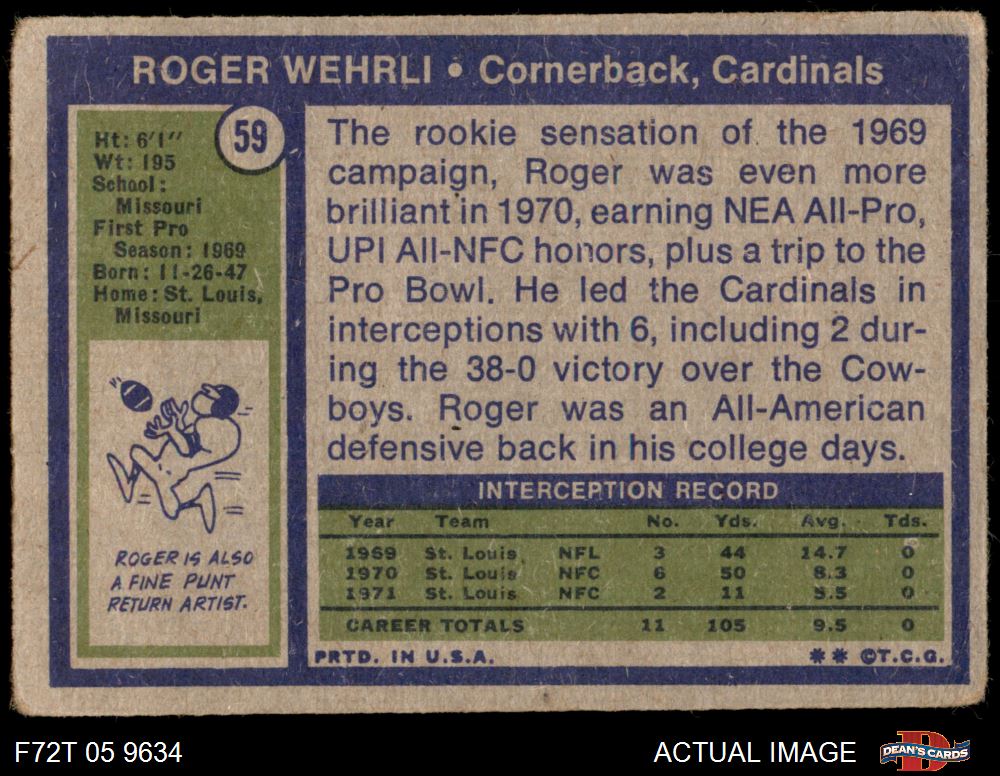 ROGER WEHRLI • Cornerback, Cardinals
59
Ht: 6'1"
Wt: 195
School:
Missouri
First Pro
Season: 1969
Born: 11-26-47
Home: St. Louis,
Missouri
ROGER IS ALSO
A FINE PUNT
RETURN ARTIST.
The rookie sensation of the 1969
campaign, Roger was even more
brilliant in 1970, earning NEA All-Pro,
UPI All-NFC honors, plus a trip to the
Pro Bowl. He led the Cardinals in
interceptions with 6, including 2 dur-
ing the 38-0 victory over the Cow-
boys. Roger was an All-American
defensive back in his college days.
INTERCEPTION RECORD
Year Team No. Yds. Avg. Tds.
1969 St. Louis NFL 3 44 14.7 0
1970 St. Louis NFC 6 50 8.3 0
1971 St. Louis NFC 2 11 5.5 0
CAREER TOTALS 11 105 9.5 0
PRTD. IN U.S.A. ** ©T.C.G.
F72T 05 9634 ACTUAL IMAGE D DEAN'S CARDS